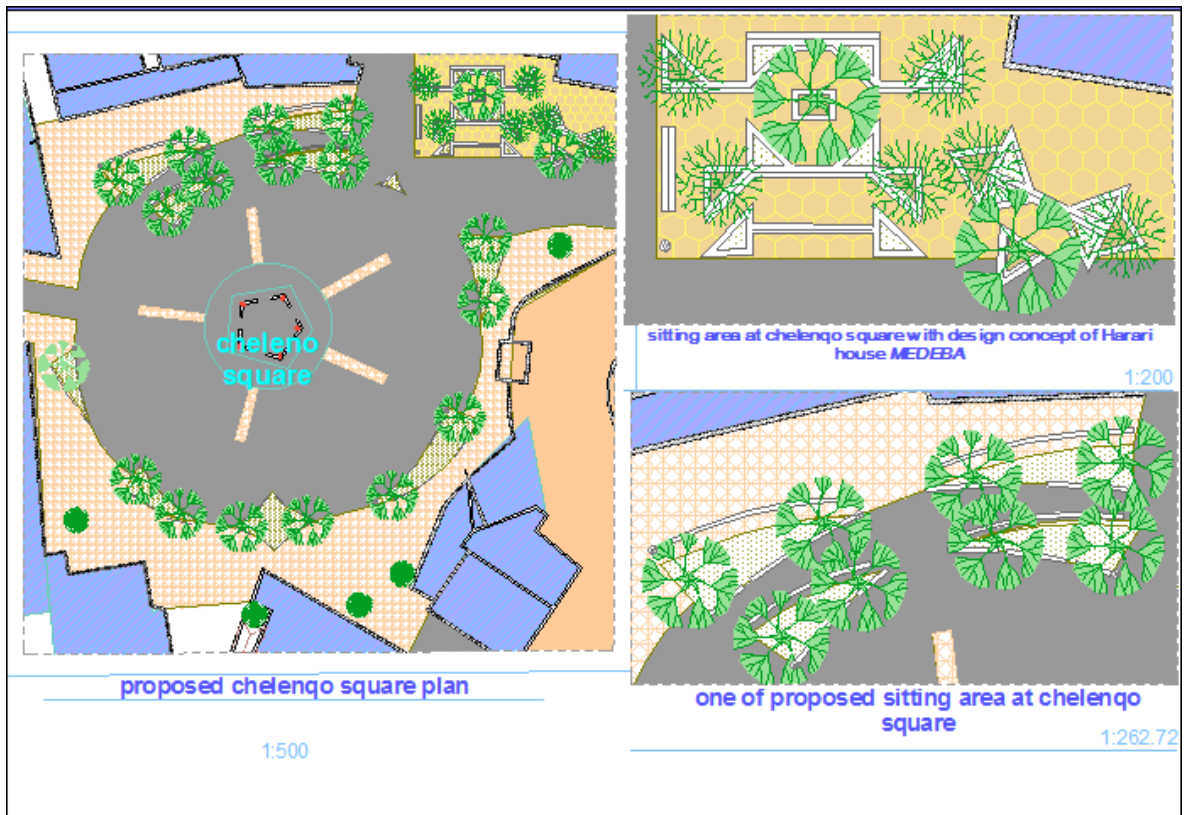 cheleno
square
proposed chelenqo square plan
1:500
sitting area at chelenqo square with design concept of Harari
house MEDEBA
1:200
one of proposed sitting area at chelenqo
square
1:262.72